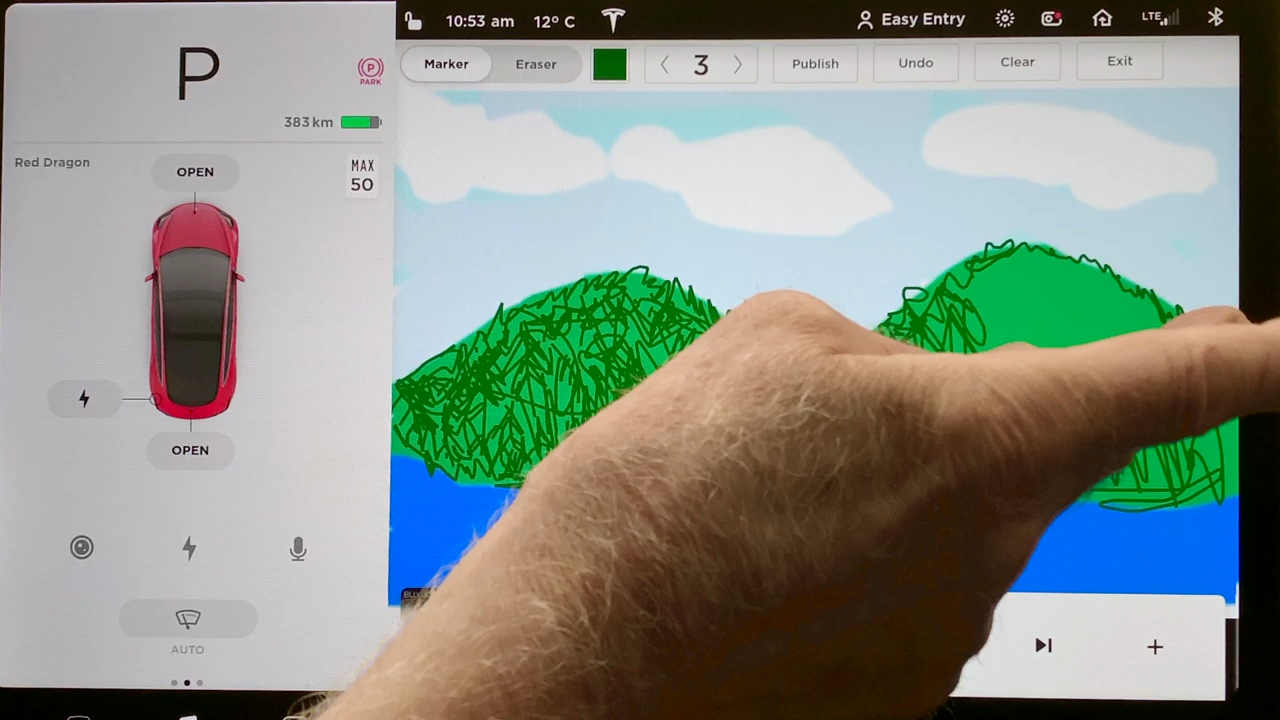 P
PARK
383 km
Red Dragon
OPEN
MAX
50
OPEN
AUTO
10:53 am
12° C
Easy Entry
LTE
Marker
Eraser
3
Publish
Undo
Clear
Exit